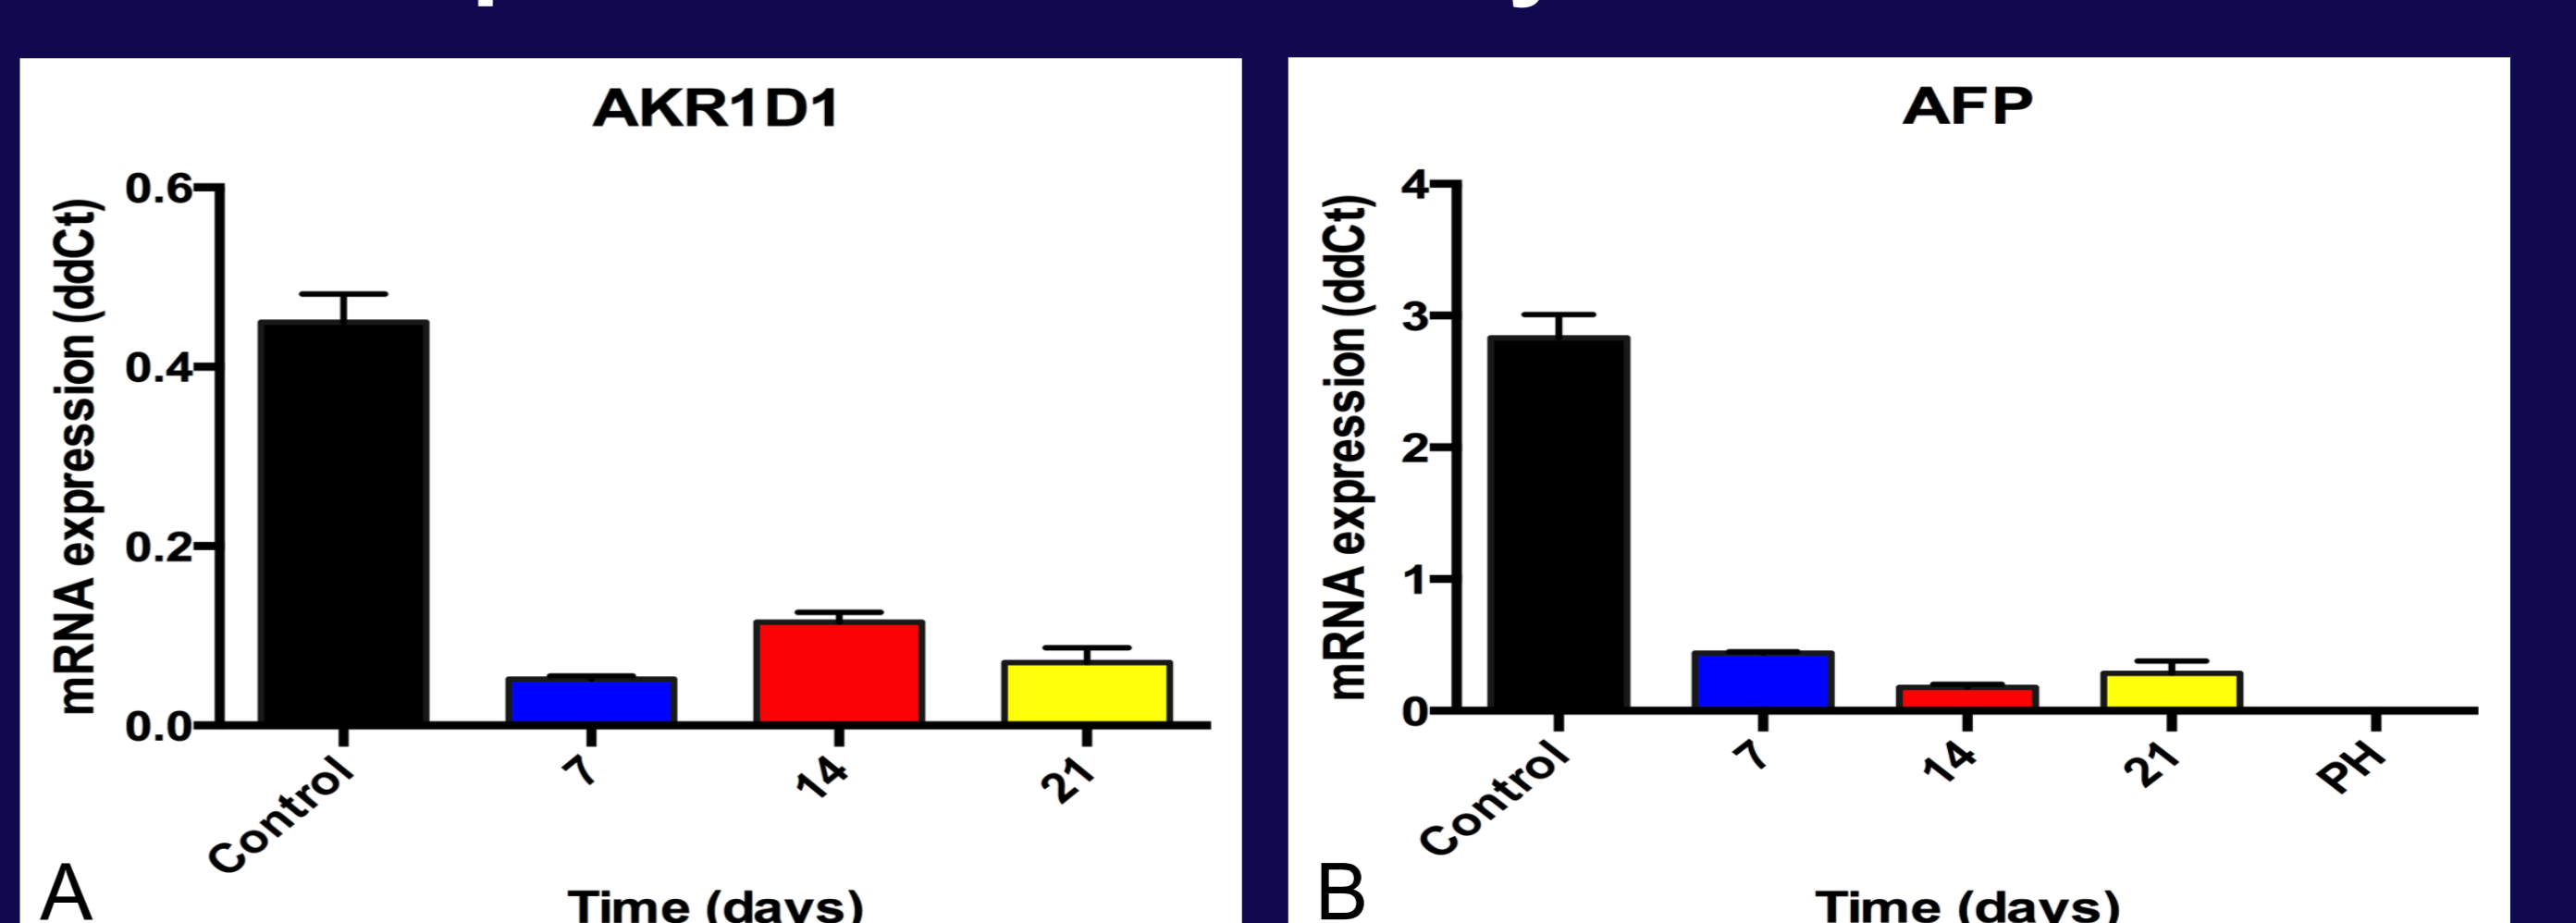 AKR1D1
mRNA expression (ddCt)
0.6
0.4
0.2
0.0
Control
7
14
21
Time (days)
A
AFP
mRNA expression (ddCt)
4
3
2
1
0
Control
7
14
21
PH
Time (days)
B